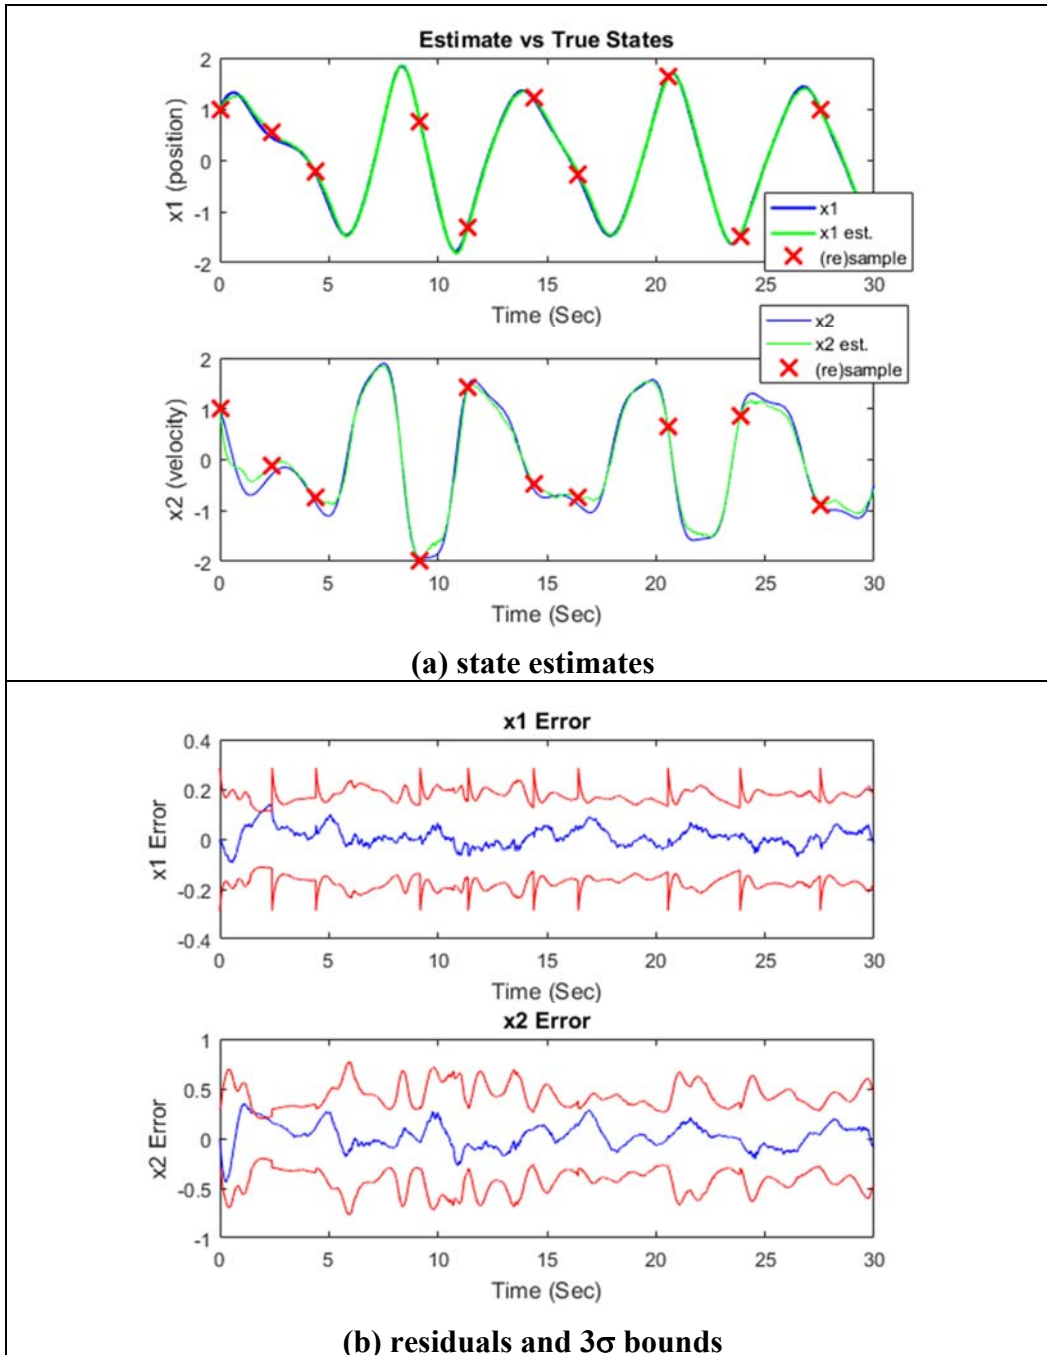 Estimate vs True States
2
1
0
-1
-2
x1 (position)
0 5 10 15 20 25 30
Time (Sec)
x1
x1 est.
(re)sample
2
1
0
-1
-2
x2 (velocity)
0 5 10 15 20 25 30
Time (Sec)
x2
x2 est.
(re)sample
(a) state estimates
x1 Error
0.4
0.2
0
-0.2
-0.4
x1 Error
0 5 10 15 20 25 30
Time (Sec)
x2 Error
1
0.5
0
-0.5
-1
x2 Error
0 5 10 15 20 25 30
Time (Sec)
(b) residuals and 3σ bounds